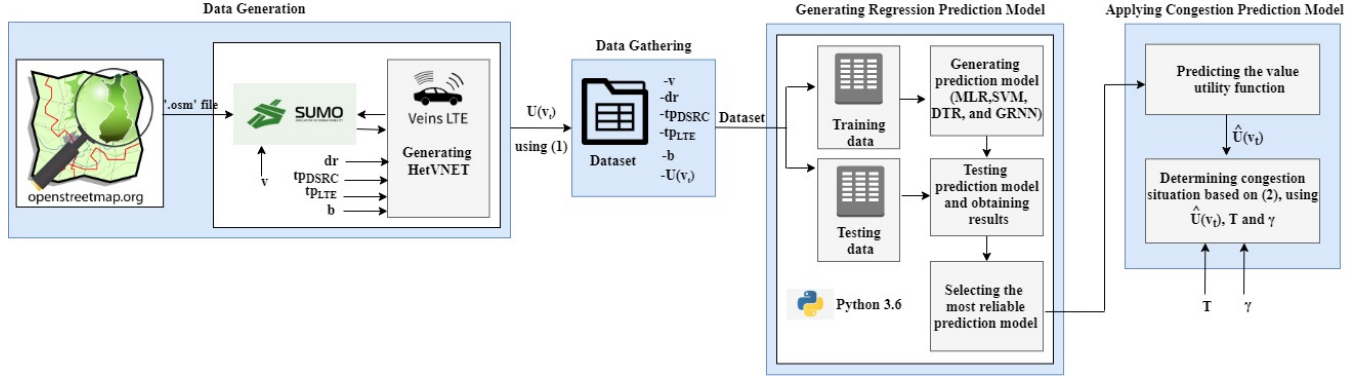 Data Generation
openstreetmap.org
'.osm' file
SUMO
v
Veins LTE
Generating
HetVNET
dr
tpDSRC
tpLTE
b
U(vt)
using (1)
Data Gathering
Dataset
-v
-dr
-tpDSRC
-tpLTE
-b
-U(vt)
Dataset
Generating Regression Prediction Model
Training
data
Testing
data
Generating
prediction model
(MLR,SVM,
DTR, and GRNN)
Testing
prediction model
and obtaining
results
Selecting the
most reliable
prediction model
Python 3.6
Applying Congestion Prediction Model
Predicting the value
utility function
Û(vt)
Determining congestion
situation based on (2), using
Û(vt), T and γ
T
γ